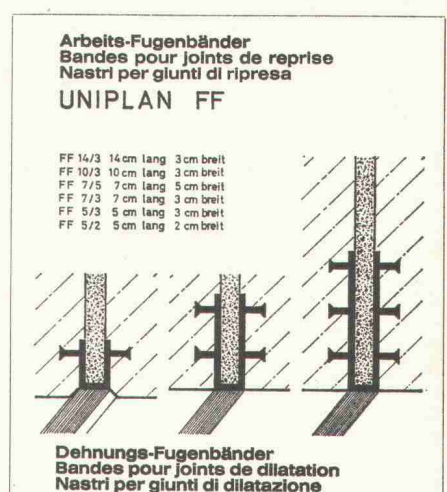 Arbeits-Fugenbänder
Bandes pour joints de reprise
Nastri per giunti di ripresa
UNIPLAN FF
FF 14/3 14 cm lang 3 cm breit
FF 10/3 10 cm lang 3 cm breit
FF 7/5 7 cm lang 5 cm breit
FF 7/3 7 cm lang 3 cm breit
FF 5/3 5 cm lang 3 cm breit
FF 5/2 5 cm lang 2 cm breit
Dehnungs-Fugenbänder
Bandes pour joints de dilatation
Nastri per giunti di dilatazione